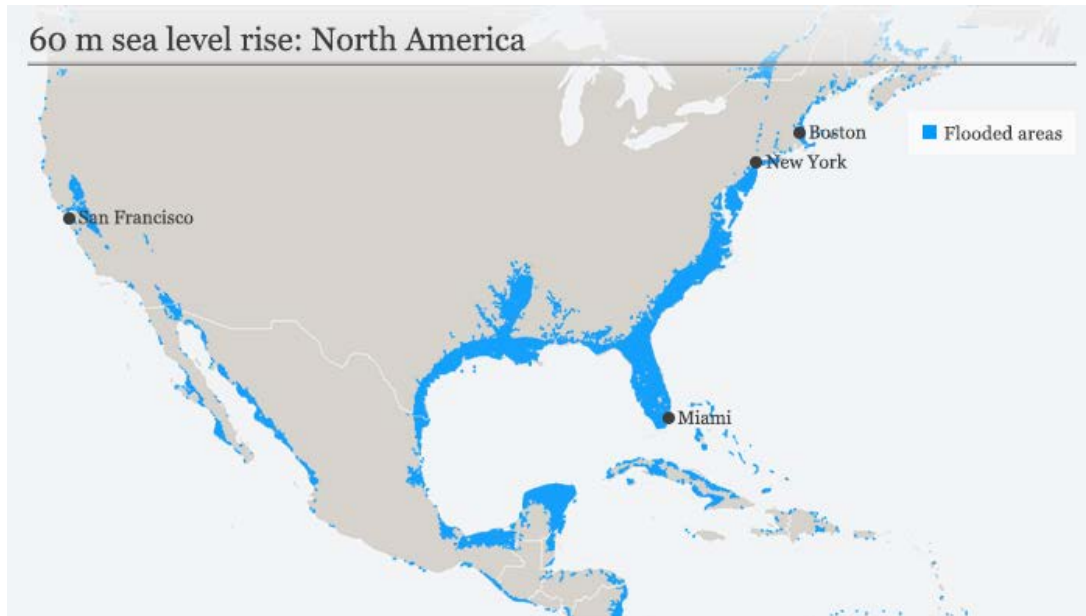 60 m sea level rise: North America
Boston
Flooded areas
New York
San Francisco
Miami